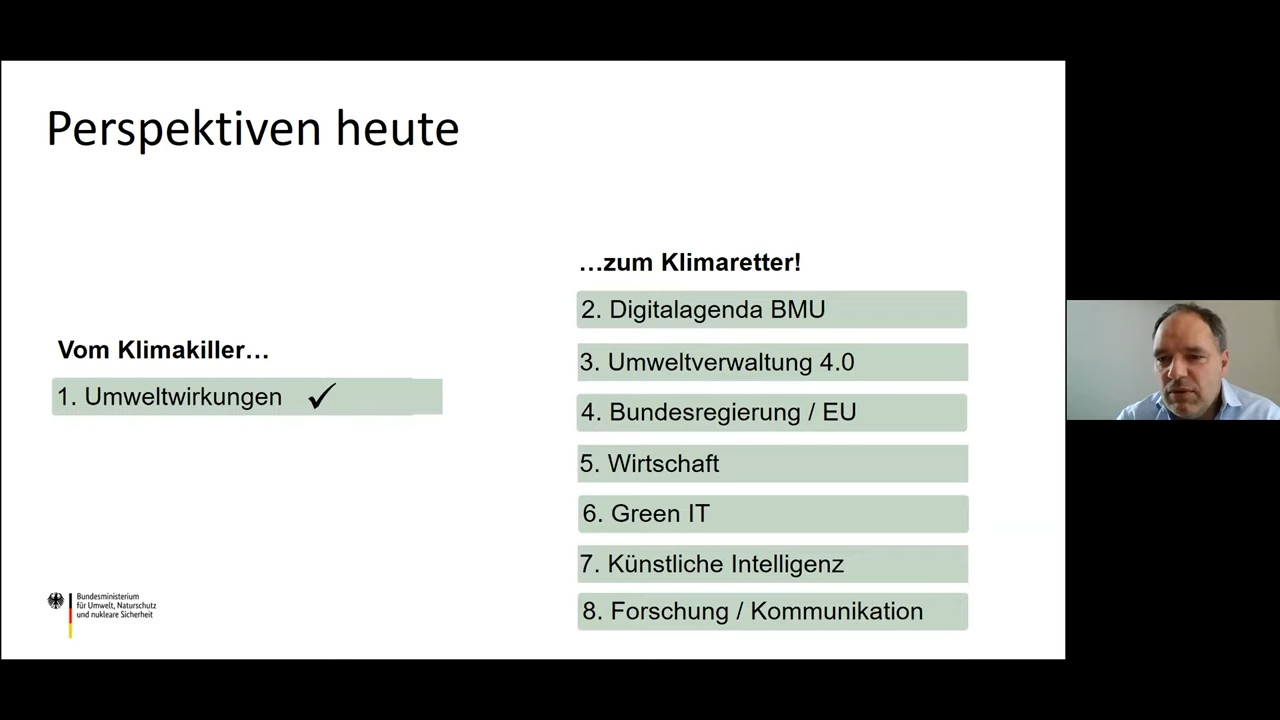 Perspektiven heute
Vom Klimakiller…
1. Umweltwirkungen ✓
…zum Klimaretter!
2. Digitalagenda BMU
3. Umweltverwaltung 4.0
4. Bundesregierung / EU
5. Wirtschaft
6. Green IT
7. Künstliche Intelligenz
8. Forschung / Kommunikation
Bundesministerium
für Umwelt, Naturschutz
und nukleare Sicherheit